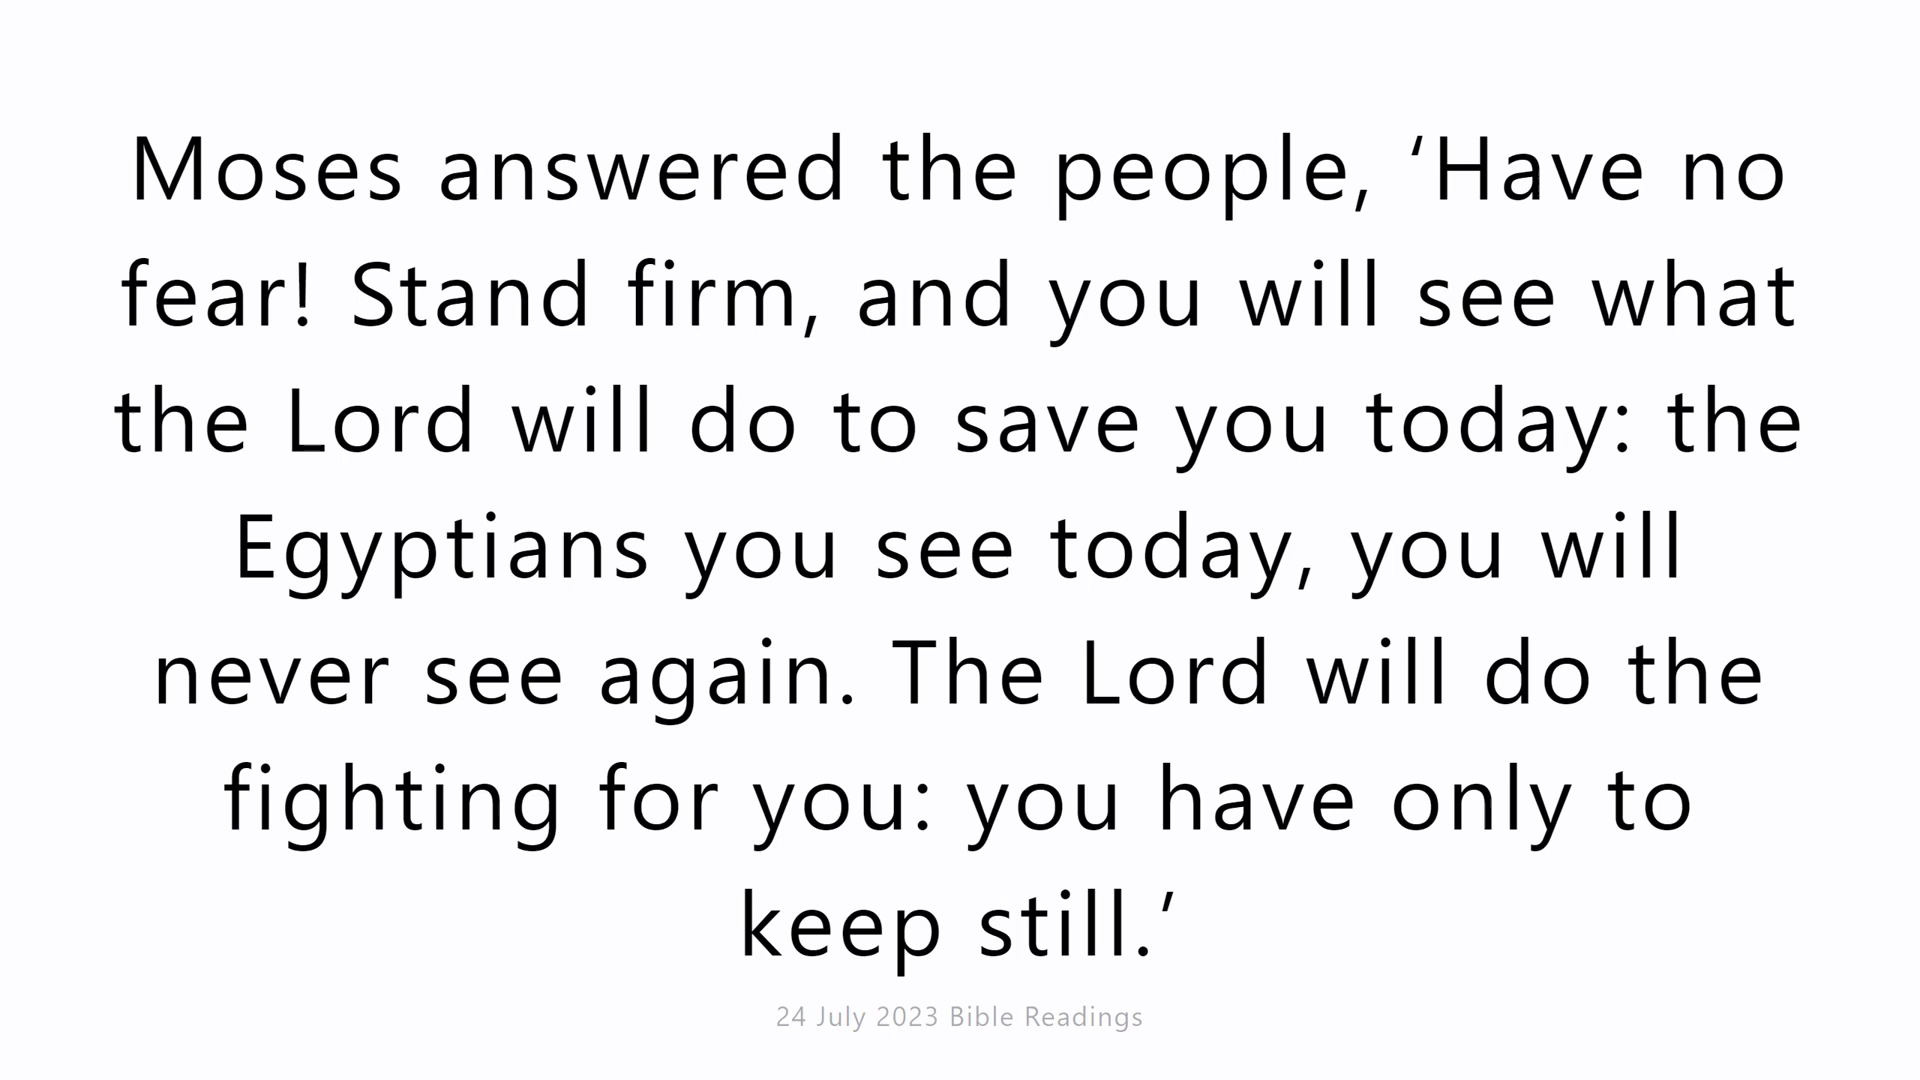 Moses answered the people, ‘Have no
fear! Stand firm, and you will see what
the Lord will do to save you today: the
Egyptians you see today, you will
never see again. The Lord will do the
fighting for you: you have only to
keep still.’
24 July 2023 Bible Readings